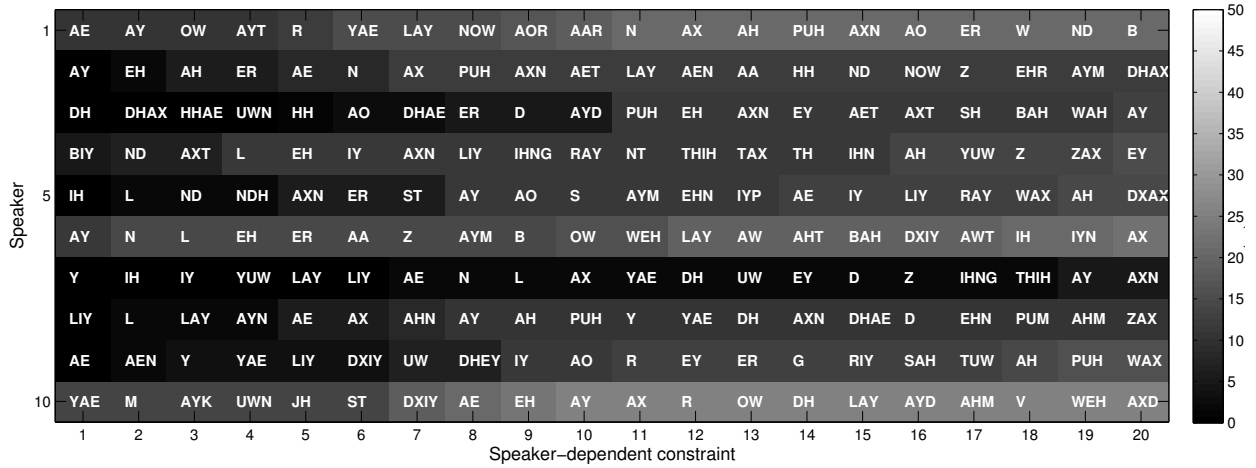 1 AE AY OW AYT R YAE LAY NOW AOR AAR N AX AH PUH AXN AO ER W ND B 50
AY EH AH ER AE N AX PUH AXN AET LAY AEN AA HH ND NOW Z EHR AYM DHAX 45
DH DHAX HHAE UWN HH AO DHAE ER D AYD PUH EH AXN EY AET AXT SH BAH WAH AY 40
35
BIY ND AXT L EH IY AXN LIY IHNG RAY NT THIH TAX TH IHN AH YUW Z ZAX EY 30
5 IH L ND NDH AXN ER ST AY AO S AYM EHN IYP AE IY LIY RAY WAX AH DXAX 25
Speaker
AY N L EH ER AA Z AYM B OW WEH LAY AW AHT BAH DXIY AWT IH IYN AX 20
Y IH IY YUW LAY LIY AE N L AX YAE DH UW EY D Z IHNG THIH AY AXN 15
LIY L LAY AYN AE AX AHN AY AH PUH Y YAE DH AXN DHAE D EHN PUM AHM ZAX 10
AE AEN Y YAE LIY DXIY UW DHEY IY AO R EY ER G RIY SAH TUW AH PUH WAX 5
10 YAE M AYK UWN JH ST DXIY AE EH AY AX R OW DH LAY AYD AHM V WEH AXD 0
1 2 3 4 5 6 7 8 9 10 11 12 13 14 15 16 17 18 19 20
Speaker-dependent constraint